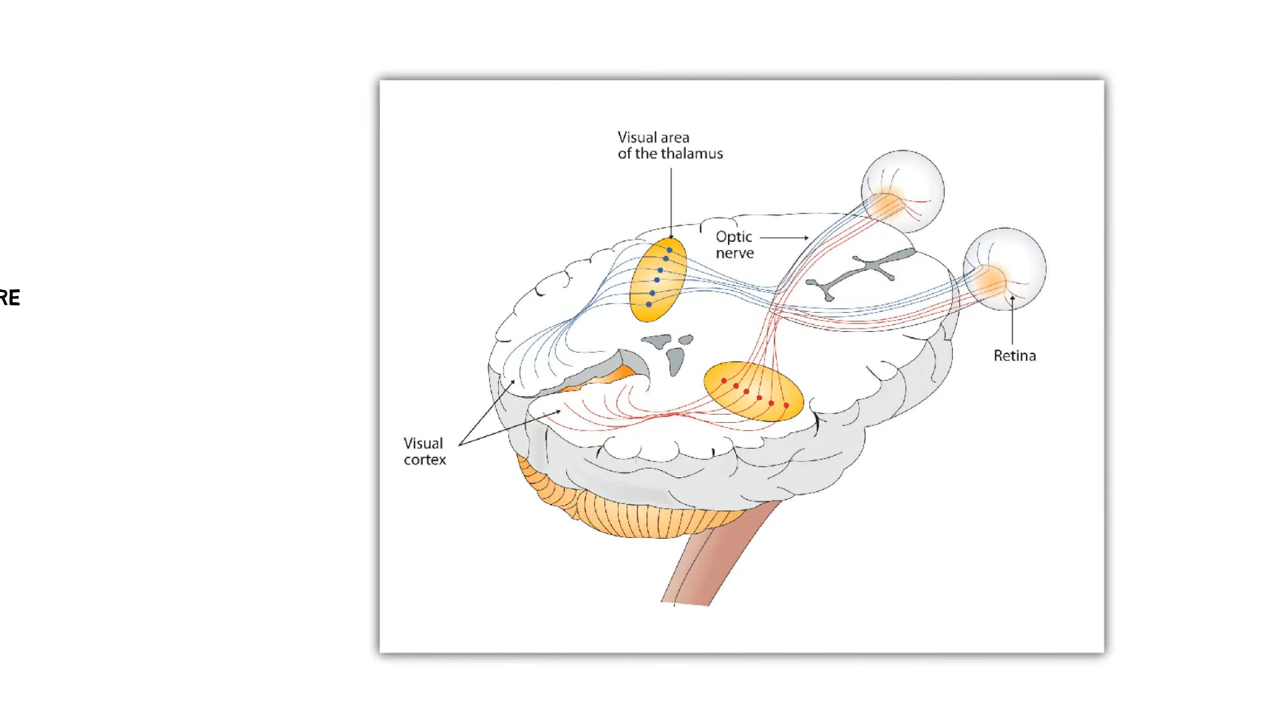 Visual area
of the thalamus
Optic
nerve
RE
Retina
Visual
cortex